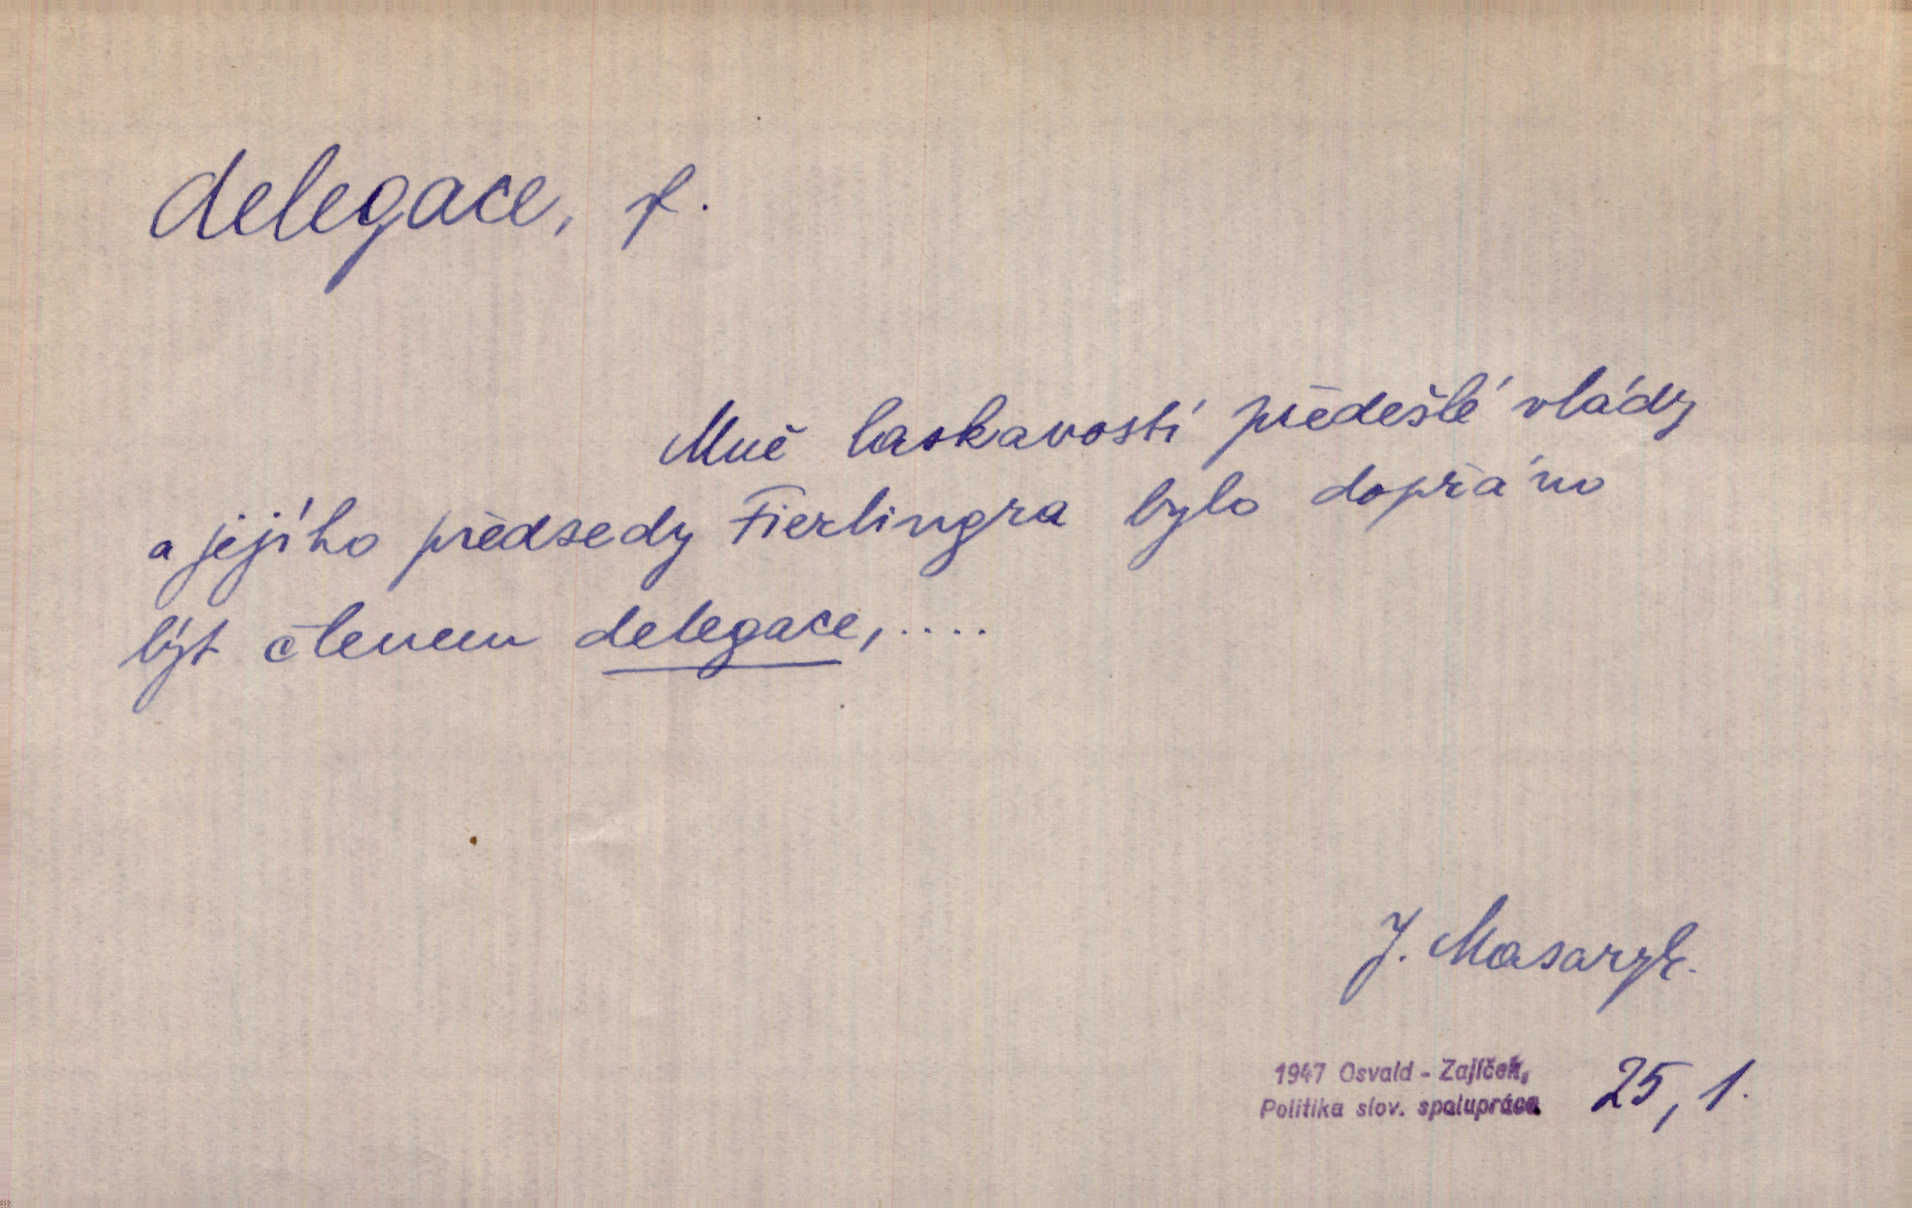 delegace, f.
Mně laskavostí předešlé vlády
a jejího předsedy Fierlingra bylo dopřáno
být členem delegace,....
J. Masaryk.
1947 Osvald - Zajíček,
Politika slov. spolupráce
25, 1.